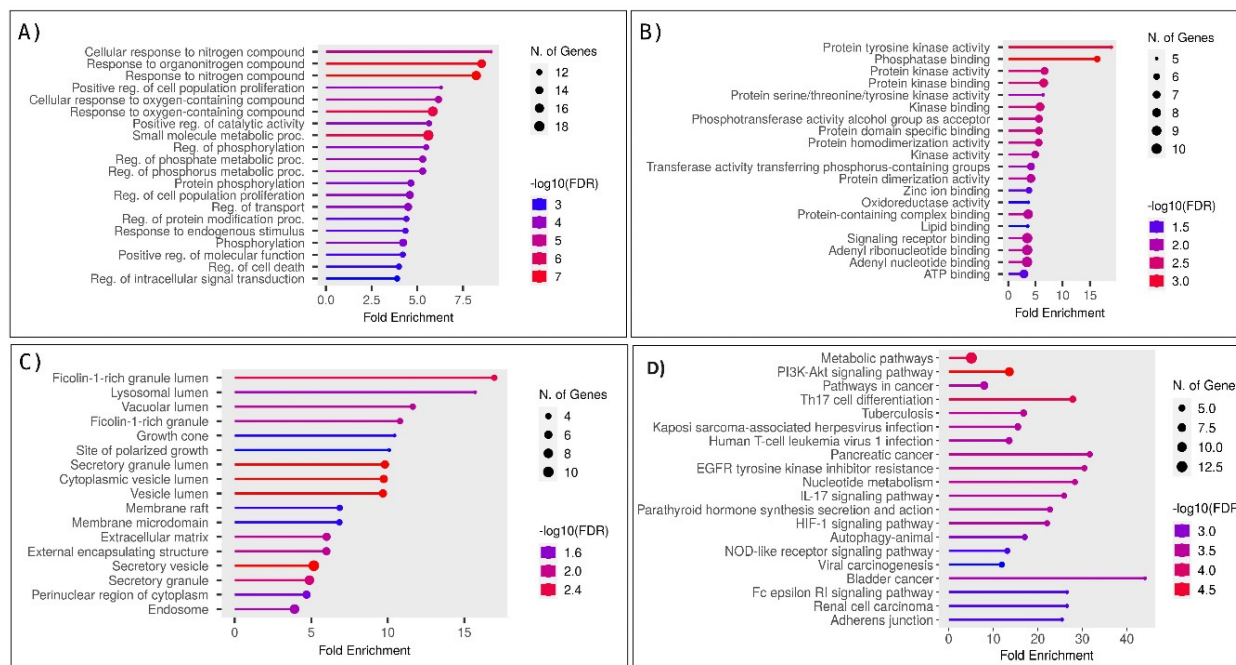 A)
Cellular response to nitrogen compound
Response to organonitrogen compound
Response to nitrogen compound
Positive reg. of cell population proliferation
Cellular response to oxygen-containing compound
Response to oxygen-containing compound
Positive reg. of catalytic activity
Small molecule metabolic proc.
Reg. of phosphorylation
Reg. of phosphate metabolic proc.
Reg. of phosphorus metabolic proc.
Protein phosphorylation
Reg. of cell population proliferation
Reg. of transport
Reg. of protein modification proc.
Response to endogenous stimulus
Phosphorylation
Positive reg. of molecular function
Reg. of cell death
Reg. of intracellular signal transduction
0.0 2.5 5.0 7.5
Fold Enrichment
N. of Genes
12
14
16
18
-log10(FDR)
3
4
5
6
7
B)
Protein tyrosine kinase activity
Phosphatase binding
Protein kinase activity
Protein kinase binding
Protein serine/threonine/tyrosine kinase activity
Kinase binding
Phosphotransferase activity alcohol group as acceptor
Protein domain specific binding
Protein homodimerization activity
Kinase activity
Transferase activity transferring phosphorus-containing groups
Protein dimerization activity
Zinc ion binding
Oxidoreductase activity
Protein-containing complex binding
Lipid binding
Signaling receptor binding
Adenyl ribonucleotide binding
Adenyl nucleotide binding
ATP binding
0 5 10 15
Fold Enrichment
N. of Genes
5
6
7
8
9
10
-log10(FDR)
1.5
2.0
2.5
3.0
C)
Ficolin-1-rich granule lumen
Lysosomal lumen
Vacuolar lumen
Ficolin-1-rich granule
Growth cone
Site of polarized growth
Secretory granule lumen
Cytoplasmic vesicle lumen
Vesicle lumen
Membrane raft
Membrane microdomain
Extracellular matrix
External encapsulating structure
Secretory vesicle
Secretory granule
Perinuclear region of cytoplasm
Endosome
0 5 10 15
Fold Enrichment
N. of Genes
4
6
8
10
-log10(FDR)
1.6
2.0
2.4
D)
Metabolic pathways
PI3K-Akt signaling pathway
Pathways in cancer
Th17 cell differentiation
Tuberculosis
Kaposi sarcoma-associated herpesvirus infection
Human T-cell leukemia virus 1 infection
Pancreatic cancer
EGFR tyrosine kinase inhibitor resistance
Nucleotide metabolism
IL-17 signaling pathway
Parathyroid hormone synthesis secretion and action
HIF-1 signaling pathway
Autophagy-animal
NOD-like receptor signaling pathway
Viral carcinogenesis
Bladder cancer
Fc epsilon RI signaling pathway
Renal cell carcinoma
Adherens junction
0 10 20 30 40
Fold Enrichment
N. of Gene
5.0
7.5
10.0
12.5
-log10(FDR
3.0
3.5
4.0
4.5